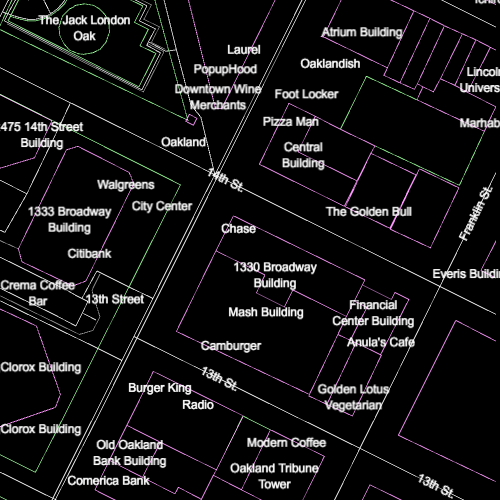 The Jack London
Oak
Laurel
Atrium Building
PopupHood
Oaklandish
Downtown Wine
Merchants
Foot Locker
Lincoln
Univers
475 14th Street
Building
Oakland
Pizza Man
Marhab
Central
Building
14th St.
Walgreens
City Center
1333 Broadway
Building
The Golden Bull
Franklin St.
Chase
Citibank
1330 Broadway
Building
Everis Buildin
Crema Coffee
Bar
13th Street
Mash Building
Financial
Center Building
Camburger
Anula's Cafe
Clorox Building
13th St.
Burger King
Radio
Golden Lotus
Vegetarian
Clorox Building
Old Oakland
Bank Building
Modern Coffee
Comerica Bank
Oakland Tribune
Tower
13th St.